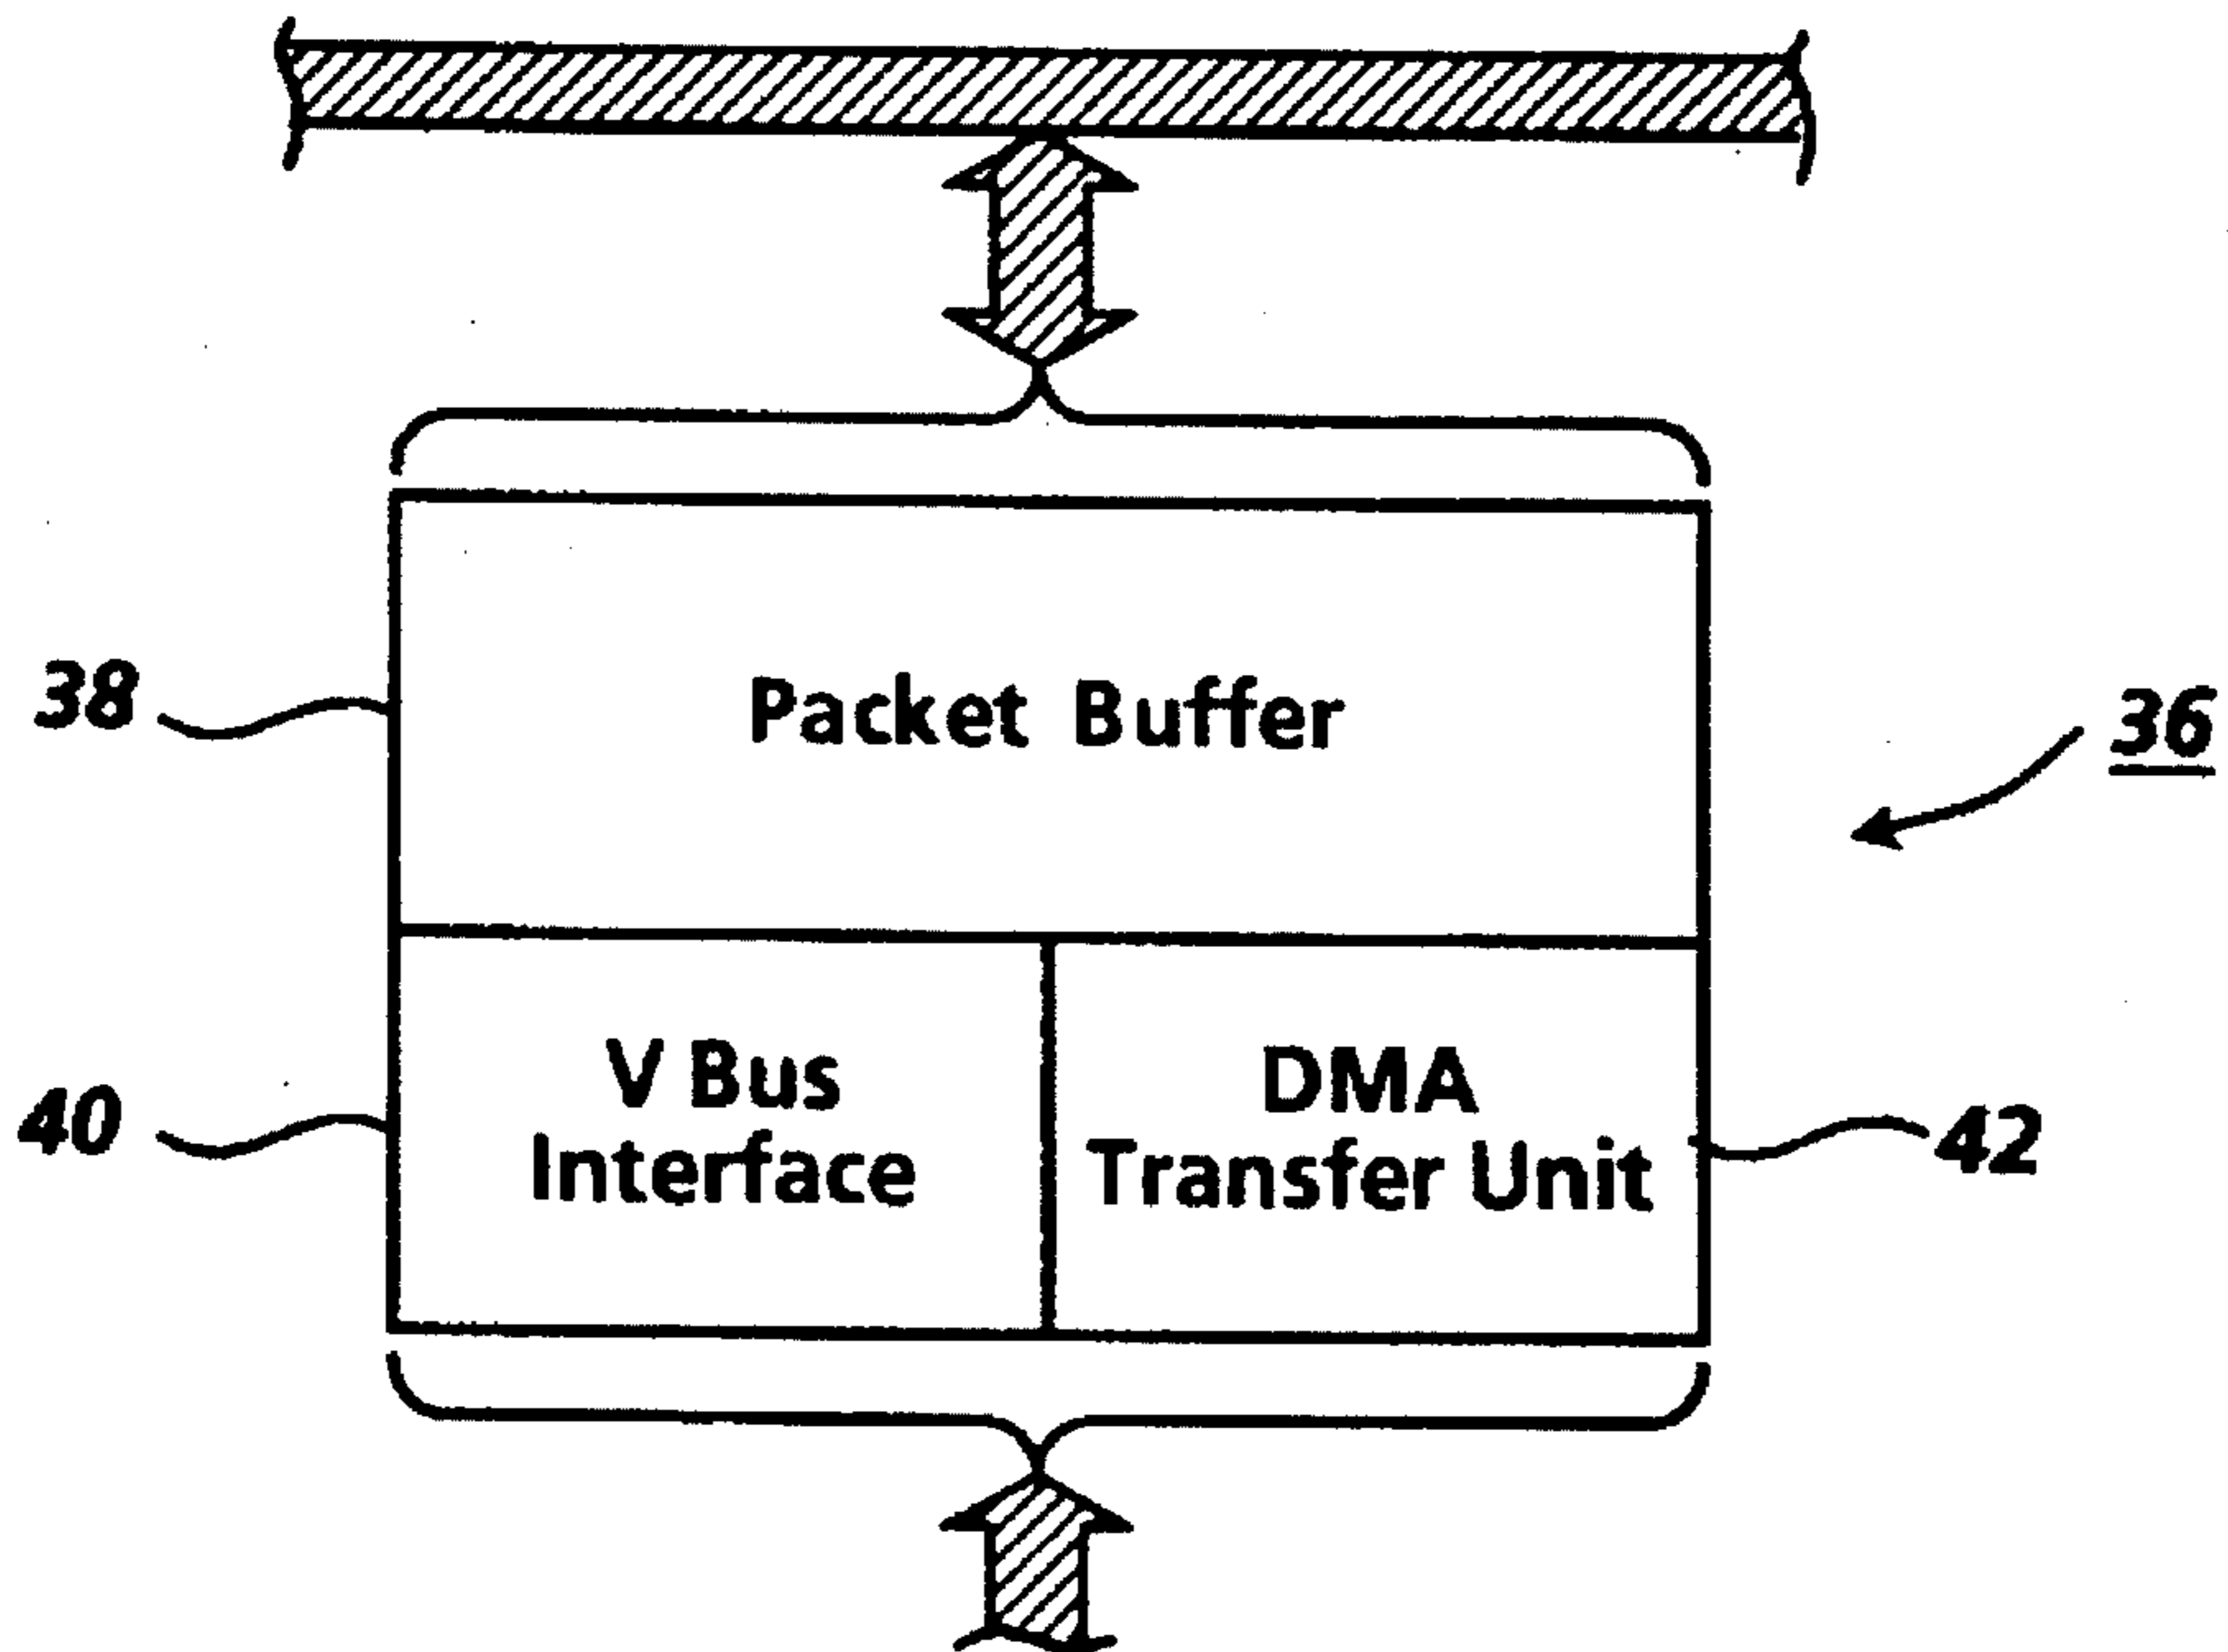 Packet Buffer
38
36
V Bus
Interface
DMA
Transfer Unit
40
42